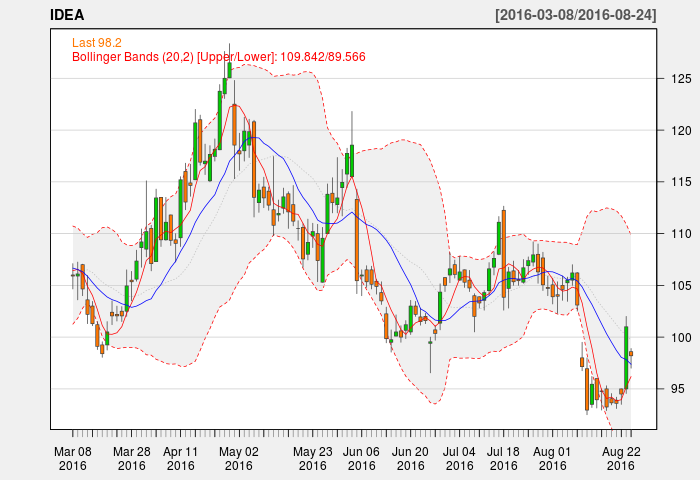 IDEA [2016-03-08/2016-08-24]
Last 98.2
Bollinger Bands (20,2) [Upper/Lower]: 109.842/89.566
125
120
115
110
105
100
95
Mar 08 Mar 28 Apr 11 May 02 May 23 Jun 06 Jun 20 Jul 04 Jul 18 Aug 01 Aug 22
2016 2016 2016 2016 2016 2016 2016 2016 2016 2016 2016